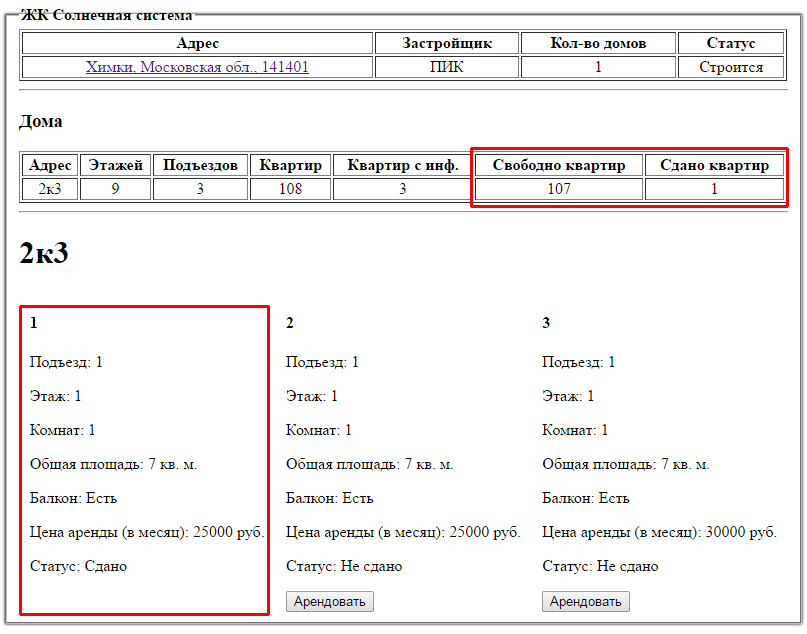 ЖК Солнечная система
Адрес Застройщик Кол-во домов Статус
Химки, Московская обл., 141401 ПИК 1 Строится
Дома
Адрес Этажей Подъездов Квартир Квартир с инф. Свободно квартир Сдано квартир
2к3 9 3 108 3 107 1
2к3
1 2 3
Подъезд: 1 Подъезд: 1 Подъезд: 1
Этаж: 1 Этаж: 1 Этаж: 1
Комнат: 1 Комнат: 1 Комнат: 1
Общая площадь: 7 кв. м. Общая площадь: 7 кв. м. Общая площадь: 7 кв. м.
Балкон: Есть Балкон: Есть Балкон: Есть
Цена аренды (в месяц): 25000 руб. Цена аренды (в месяц): 25000 руб. Цена аренды (в месяц): 30000 руб.
Статус: Сдано Статус: Не сдано Статус: Не сдано
Арендовать Арендовать